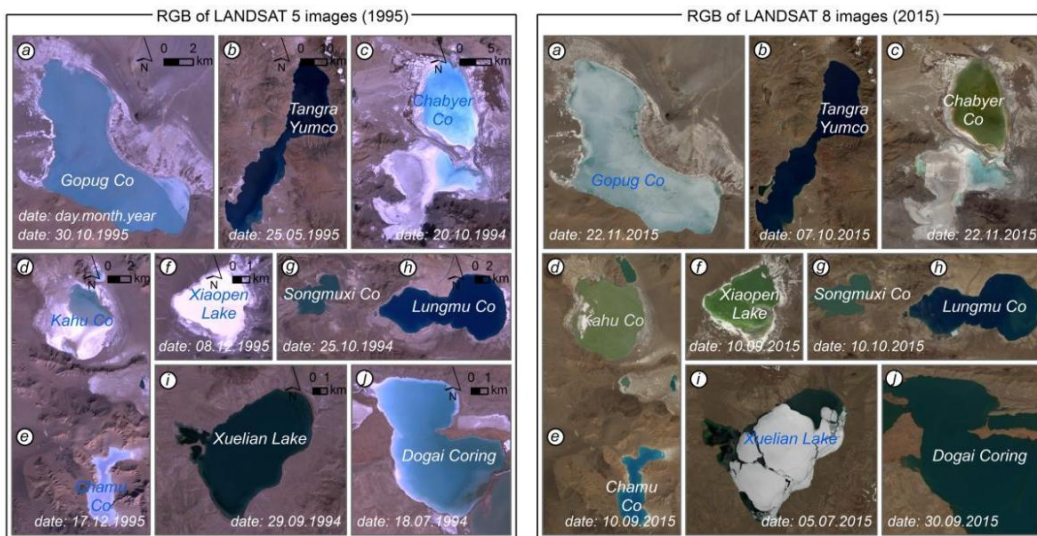 RGB of LANDSAT 5 images (1995)
a
N
0 2
km
Gopug Co
date: day.month.year
date: 30.10.1995
b
N
0 10
km
Tangra
Yumco
date: 25.05.1995
c
N
0 5
km
Chabyer
Co
date: 20.10.1994
d
N
0 2
km
Kahu Co
e
Chamu
Co
date: 17.12.1995
f
N
0 1
km
Xiaopen
Lake
date: 08.12.1995
g
Songmuxi Co
date: 25.10.1994
h
N
0 2
km
Lungmu Co
i
N
0 1
km
Xuelian Lake
date: 29.09.1994
j
N
0 1
km
Dogai Coring
date: 18.07.1994
RGB of LANDSAT 8 images (2015)
a
Gopug Co
date: 22.11.2015
b
Tangra
Yumco
date: 07.10.2015
c
Chabyer
Co
date: 22.11.2015
d
Kahu Co
e
Chamu
Co
date: 10.09.2015
f
Xiaopen
Lake
date: 10.09.2015
g
Songmuxi Co
h
Lungmu Co
date: 10.10.2015
i
Xuelian Lake
date: 05.07.2015
j
Dogai Coring
date: 30.09.2015